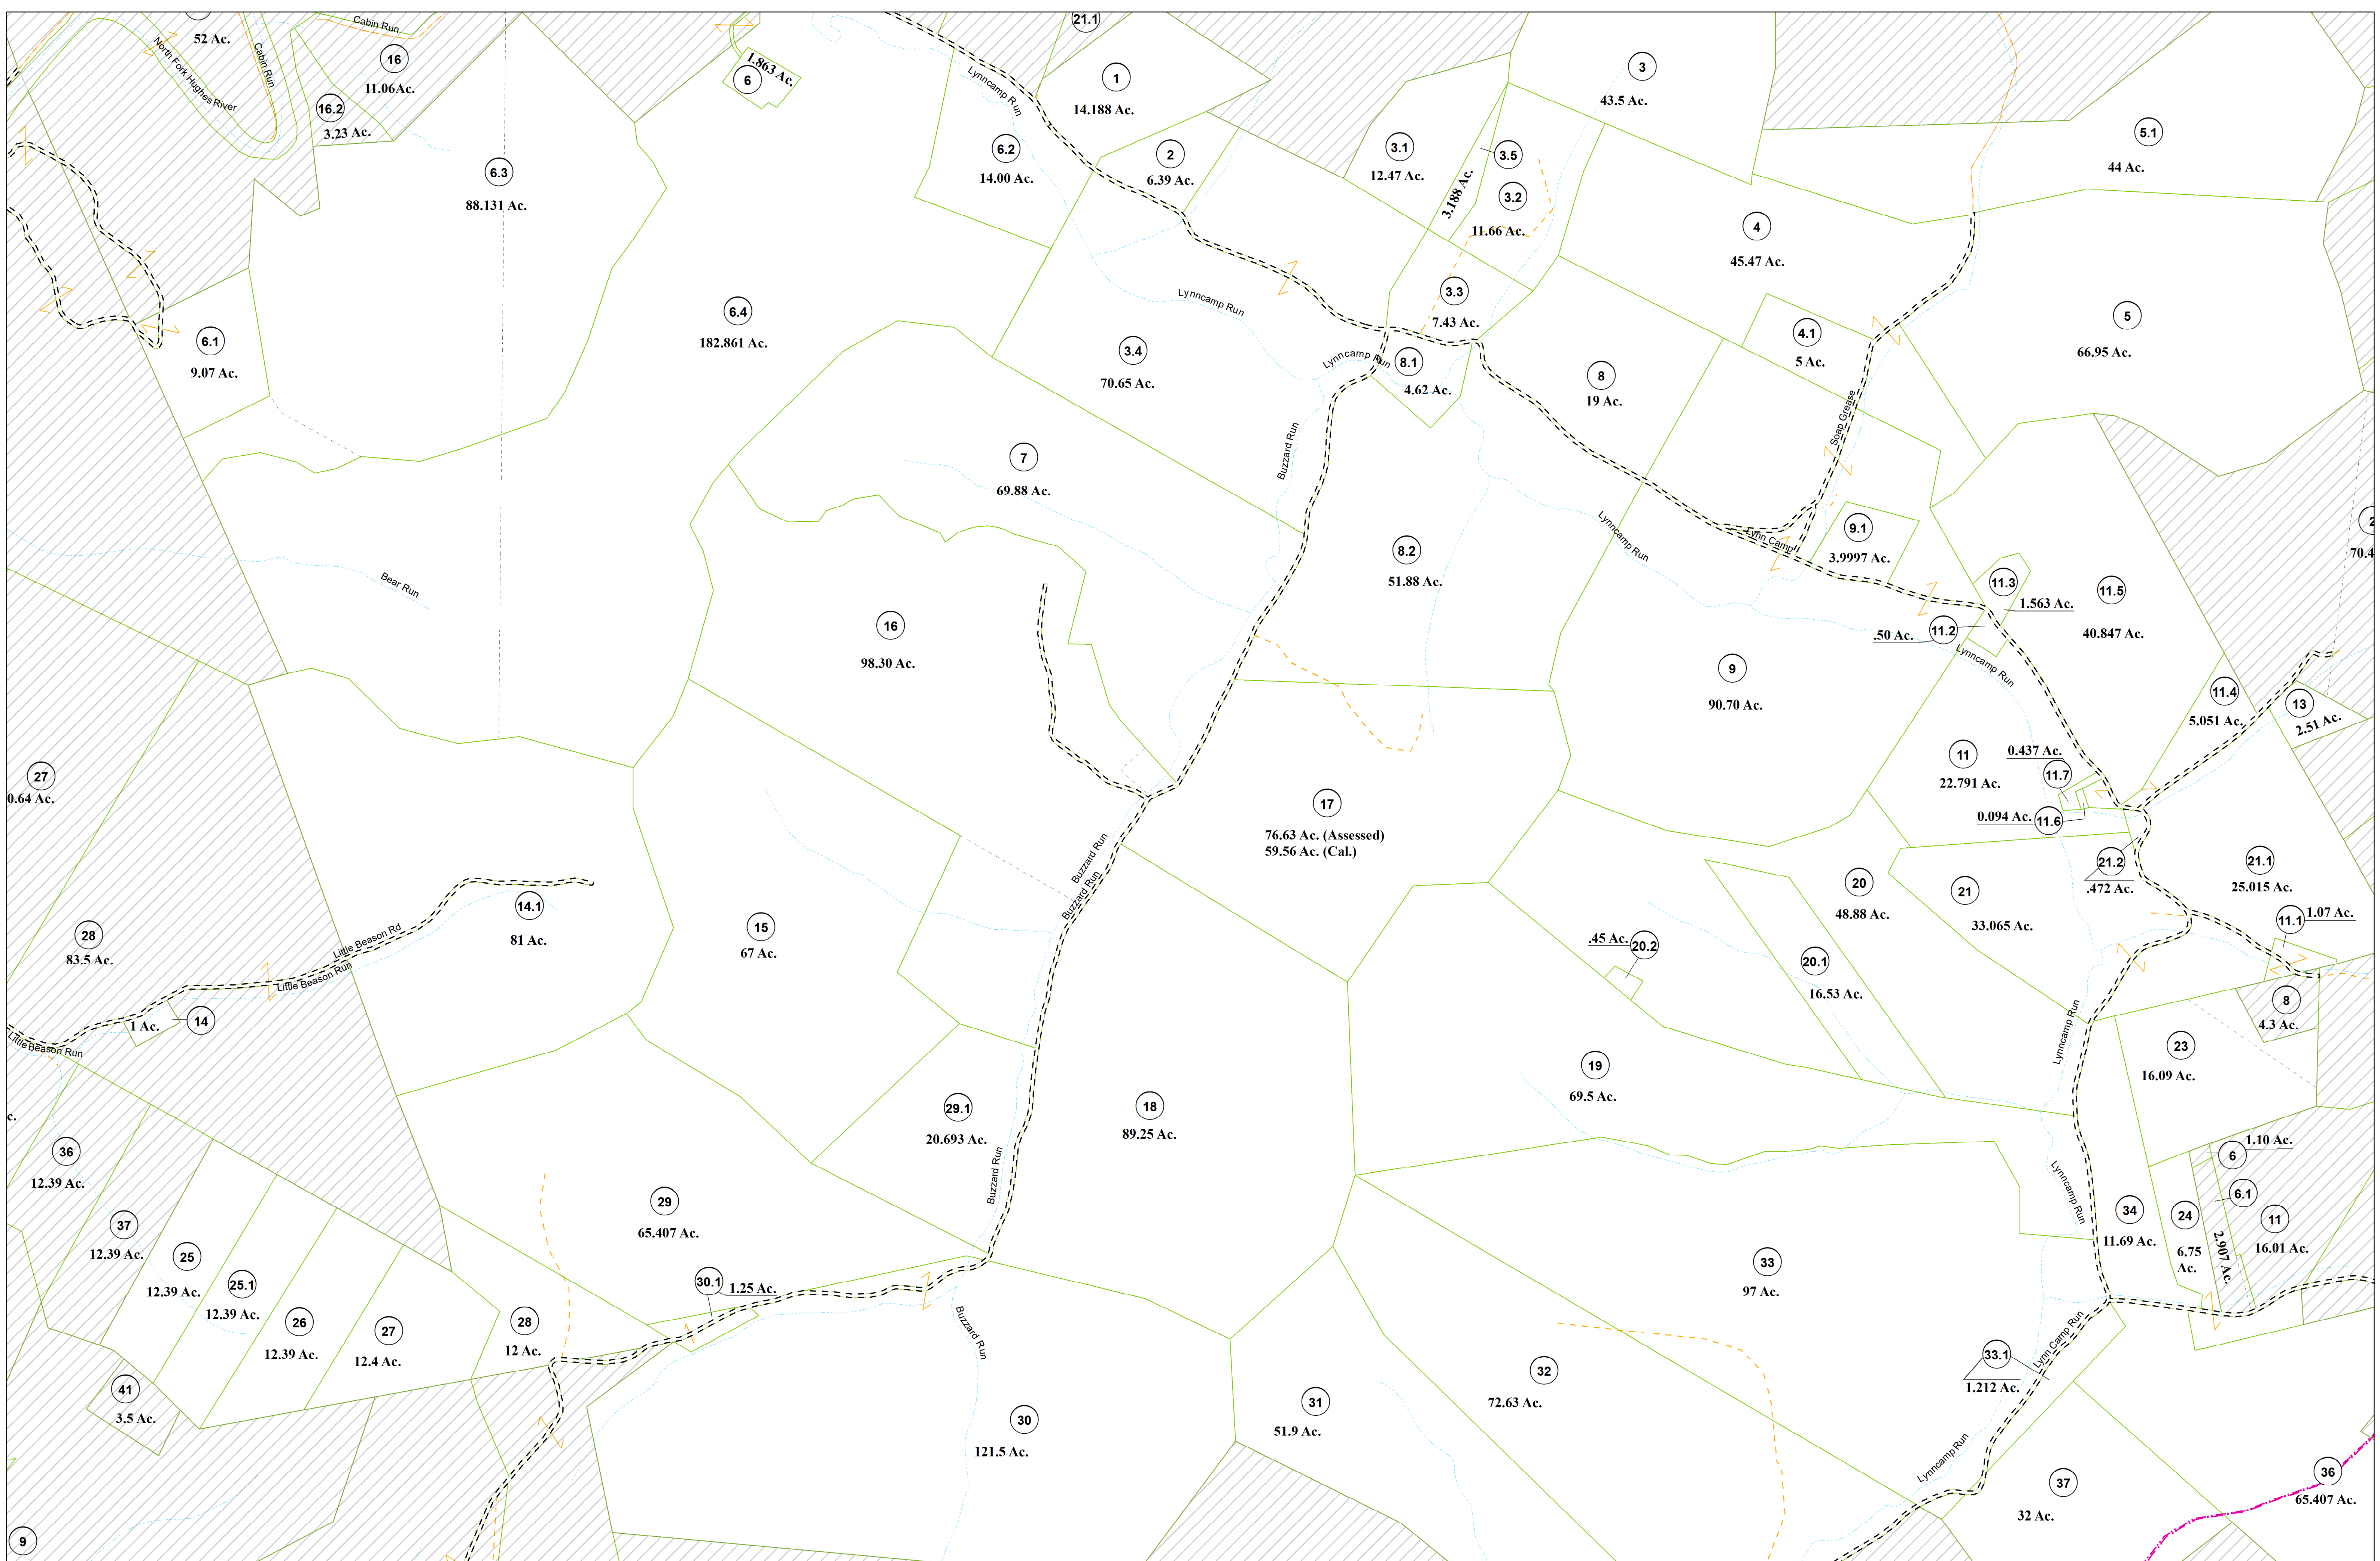 52 Ac.
North Fork Hughes River
Cabin Run
Cabin Run
16
11.06Ac.
16.2
3.23 Ac.
1.863 Ac.
6
21.1
1
14.188 Ac.
Lynncamp Run
6.2
14.00 Ac.
2
6.39 Ac.
3.1
12.47 Ac.
3.5
3.188 Ac.
3.2
11.66 Ac.
3
43.5 Ac.
5.1
44 Ac.
6.3
88.131 Ac.
4
45.47 Ac.
6.4
182.861 Ac.
Lynncamp Run
3.3
7.43 Ac.
4.1
5 Ac.
5
66.95 Ac.
6.1
9.07 Ac.
3.4
70.65 Ac.
Lynncamp Run
8.1
4.62 Ac.
8
19 Ac.
Soap Grease
7
69.88 Ac.
Buzzard Run
8.2
51.88 Ac.
Lynncamp Run
Lynn Camp
9.1
3.9997 Ac.
2
70.4
Bear Run
11.3
1.563 Ac.
11.5
40.847 Ac.
.50 Ac.
11.2
Lynncamp Run
16
98.30 Ac.
9
90.70 Ac.
11.4
5.051 Ac.
13
2.51 Ac.
27
0.64 Ac.
11
22.791 Ac.
0.437 Ac.
11.7
0.094 Ac.
11.6
17
76.63 Ac. (Assessed)
59.56 Ac. (Cal.)
Buzzard Run
Buzzard Run
21.2
.472 Ac.
21.1
25.015 Ac.
20
48.88 Ac.
21
33.065 Ac.
11.1
1.07 Ac.
28
83.5 Ac.
Little Beason Rd
Little Beason Run
14.1
81 Ac.
15
67 Ac.
.45 Ac.
20.2
20.1
16.53 Ac.
8
4.3 Ac.
1 Ac.
14
Little Beason Run
Lynncamp Run
23
16.09 Ac.
19
69.5 Ac.
29.1
20.693 Ac.
18
89.25 Ac.
c.
36
12.39 Ac.
1.10 Ac.
6
6.1
Buzzard Run
Lynncamp Run
29
65.407 Ac.
34
11.69 Ac.
24
6.75
Ac.
2.907 Ac.
11
16.01 Ac.
37
12.39 Ac.
25
12.39 Ac.
25.1
12.39 Ac.
26
12.39 Ac.
27
12.4 Ac.
28
12 Ac.
30.1
1.25 Ac.
33
97 Ac.
Buzzard Run
Lynn Camp Run
33.1
1.212 Ac.
41
3.5 Ac.
32
72.63 Ac.
31
51.9 Ac.
30
121.5 Ac.
Lynncamp Run
37
32 Ac.
36
65.407 Ac.
9